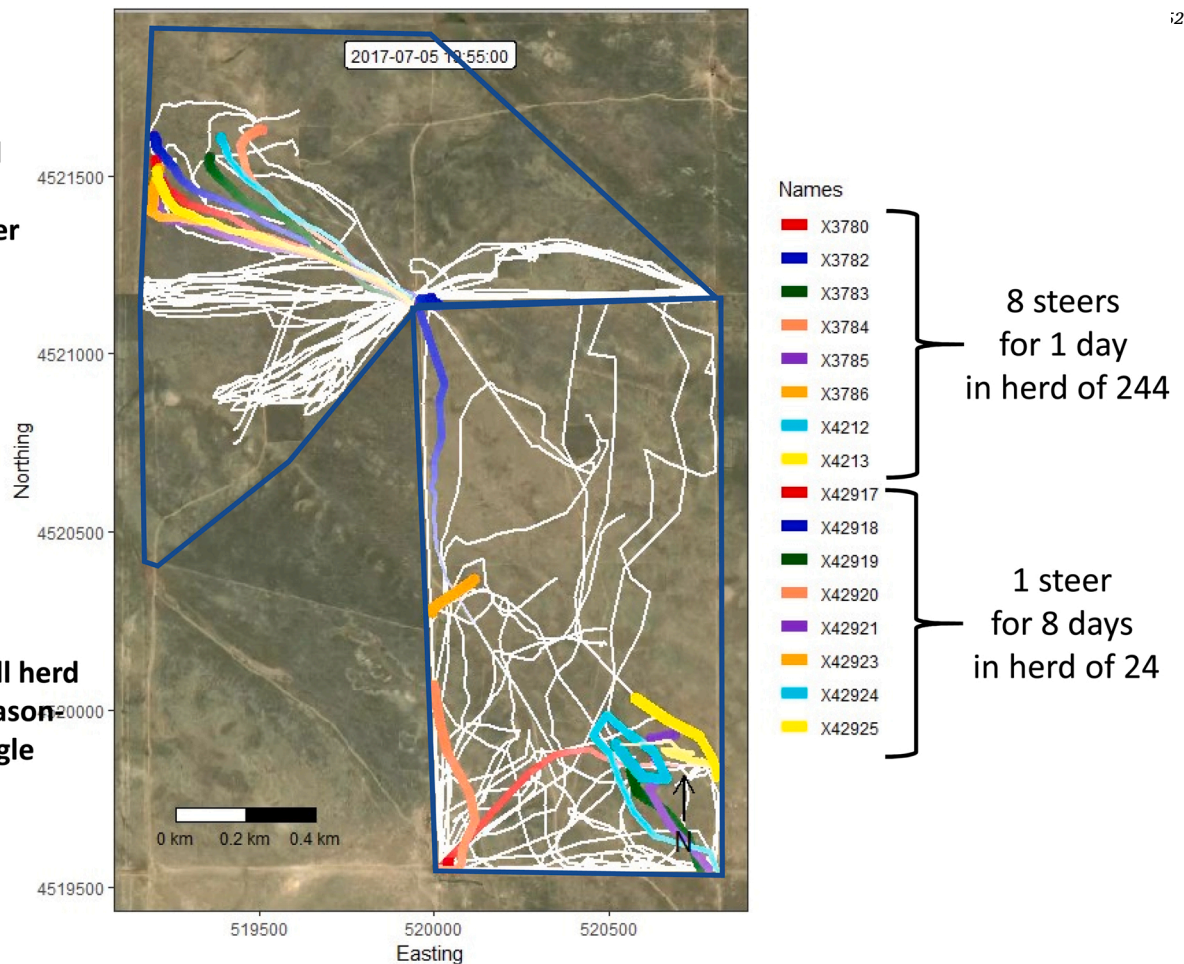 er
ll herd
ason-
gle
2017-07-05 19:55:00
4521500
4521000
4520500
4520000
4519500
Northing
519500
520000
520500
Easting
0 km 0.2 km 0.4 km
N
Names
X3780
X3782
X3783
X3784
X3785
X3786
X4212
X4213
X42917
X42918
X42919
X42920
X42921
X42923
X42924
X42925
8 steers
for 1 day
in herd of 244
1 steer
for 8 days
in herd of 24